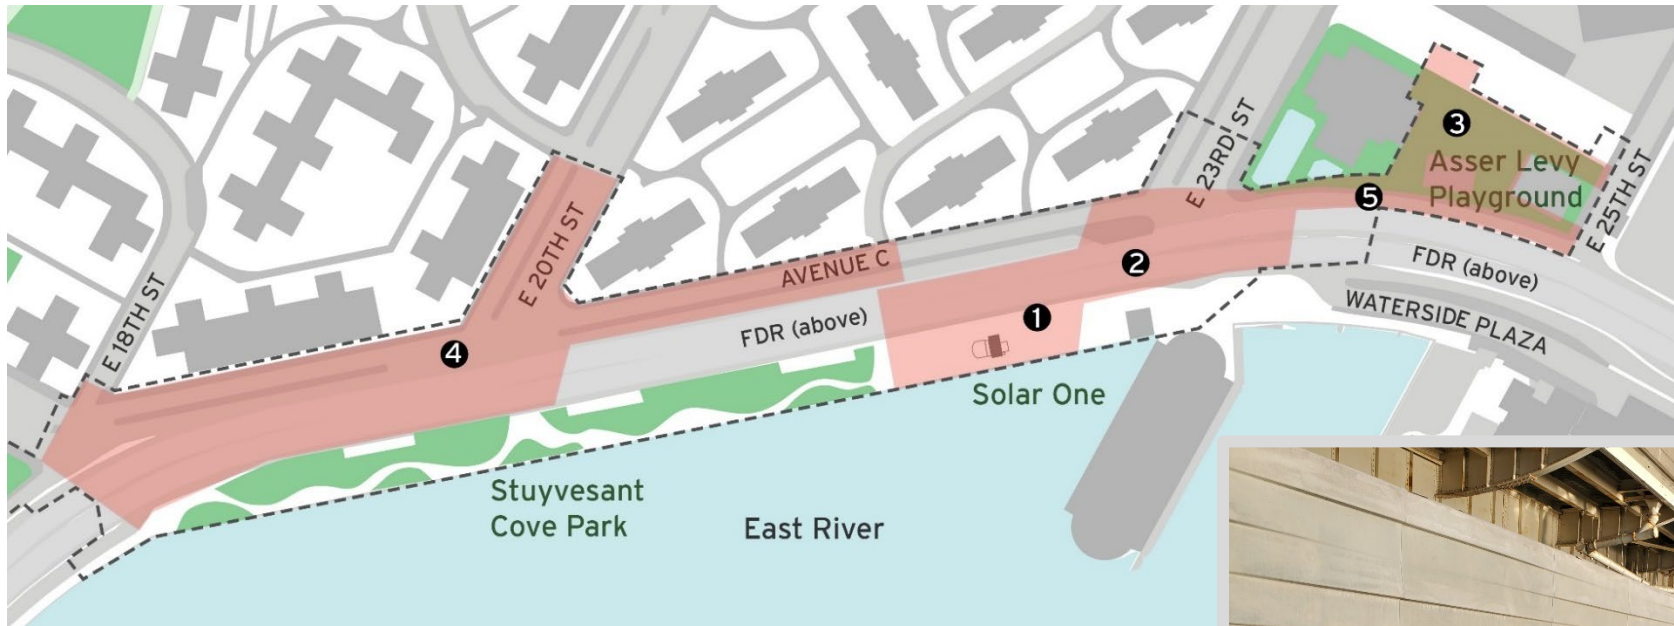 E 18TH ST
E 20TH ST
AVENUE C
FDR (above)
E 23RD ST
Asser Levy
Playground
E 25TH ST
FDR (above)
WATERSIDE PLAZA
1
2
3
4
5
Solar One
Stuyvesant
Cove Park
East River